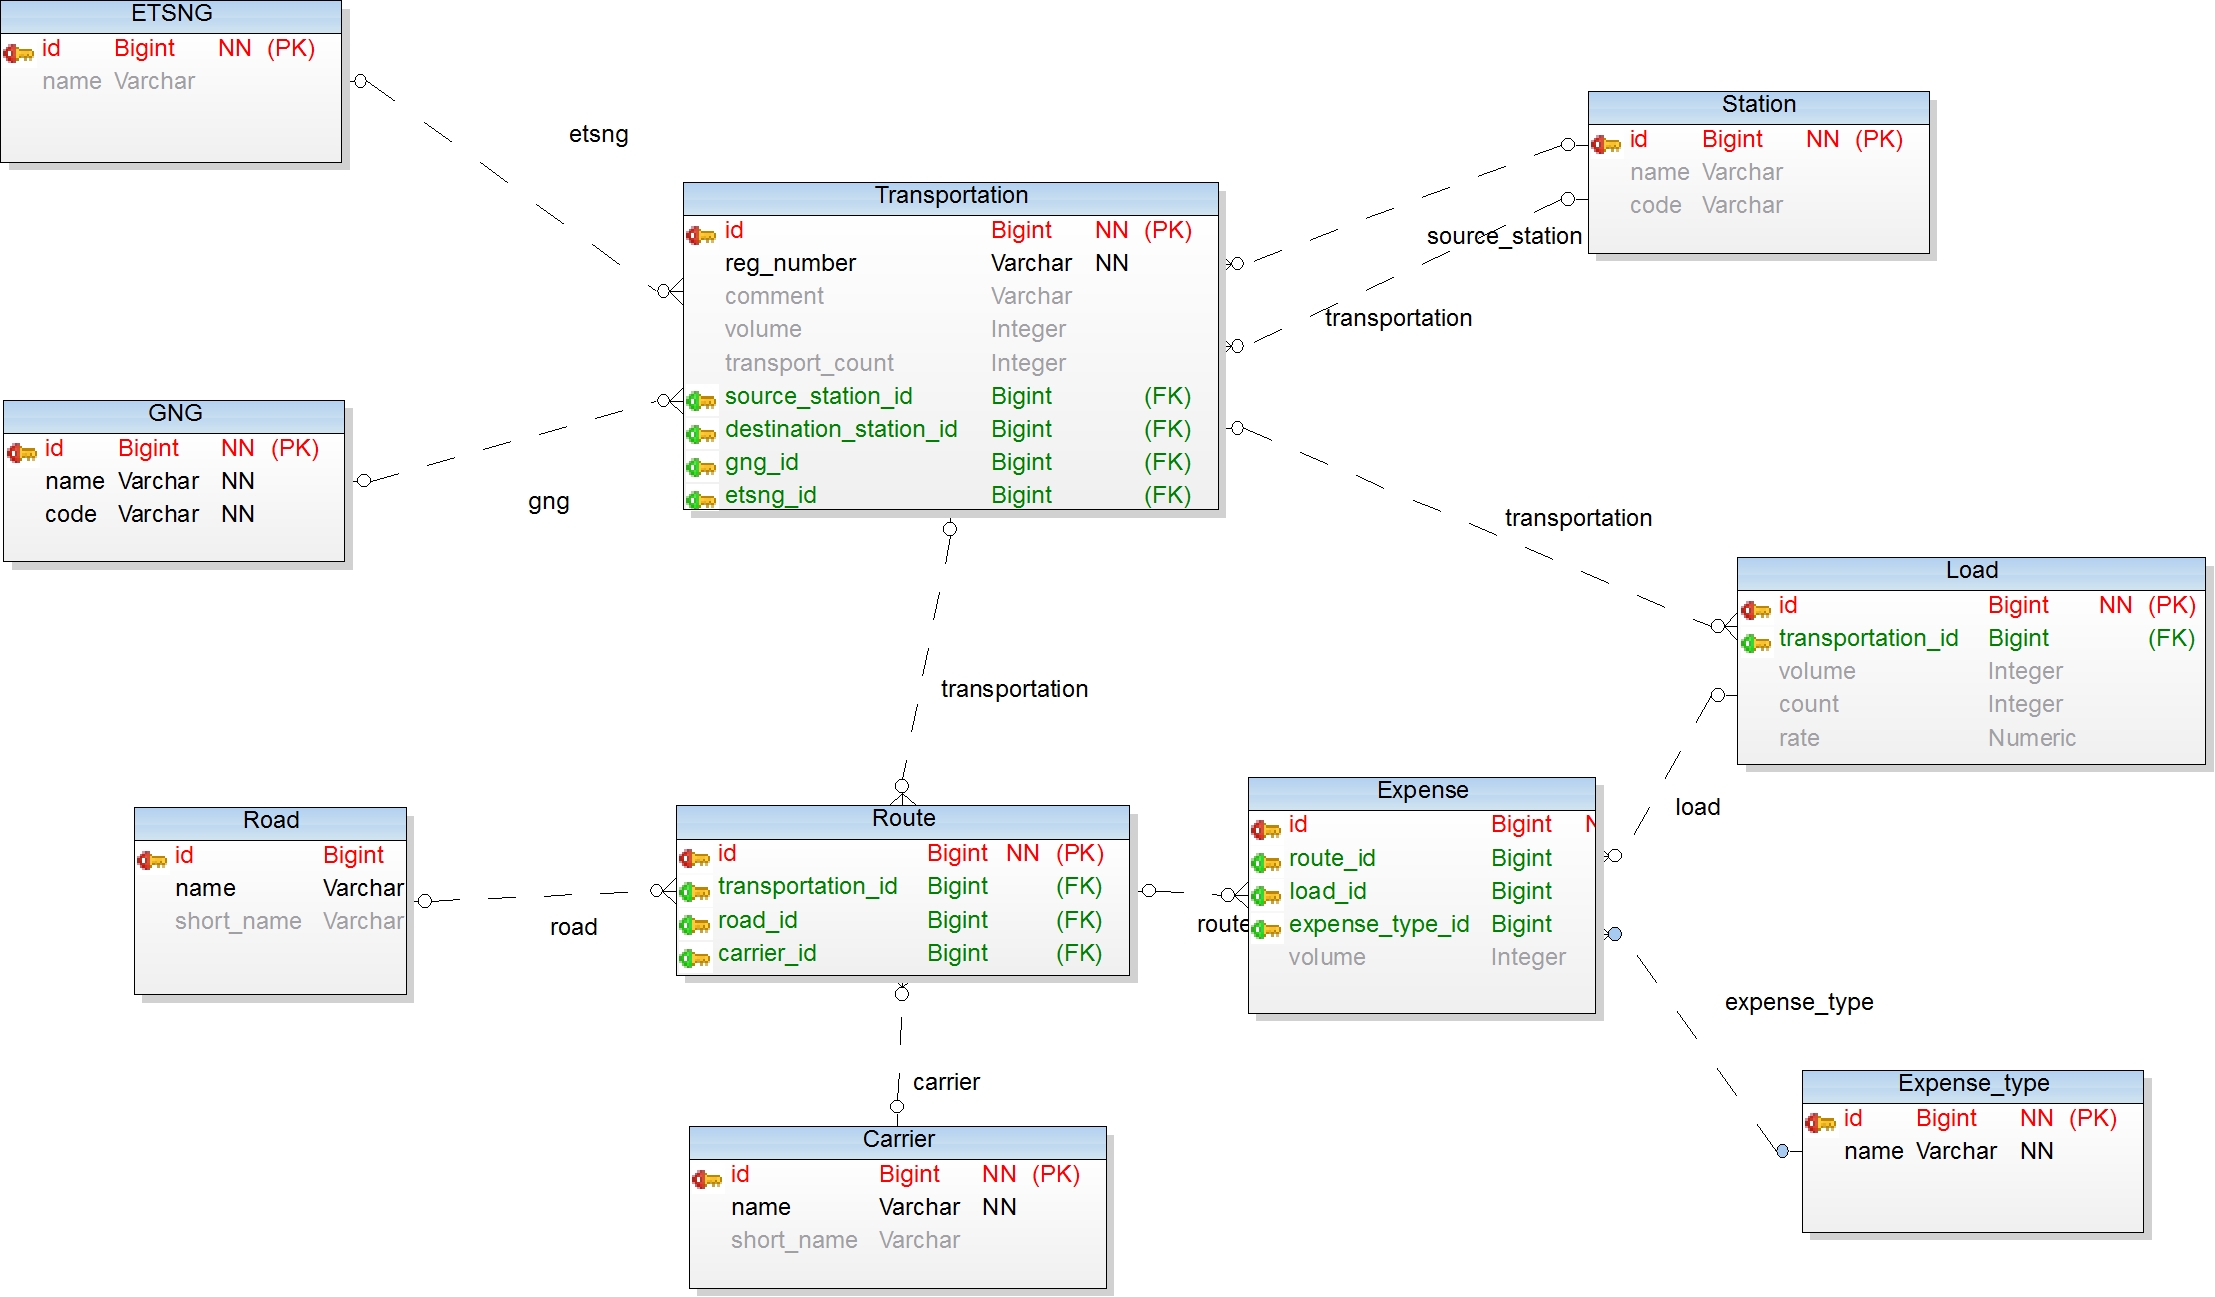 ETSNG
id Bigint NN (PK)
name Varchar
etsng
Station
id Bigint NN (PK)
name Varchar
code Varchar
source_station
transportation
Transportation
id Bigint NN (PK)
reg_number Varchar NN
comment Varchar
volume Integer
transport_count Integer
source_station_id Bigint (FK)
destination_station_id Bigint (FK)
gng_id Bigint (FK)
etsng_id Bigint (FK)
GNG
id Bigint NN (PK)
name Varchar NN
code Varchar NN
gng
transportation
Load
id Bigint NN (PK)
transportation_id Bigint (FK)
volume Integer
count Integer
rate Numeric
transportation
load
Road
id Bigint
name Varchar
short_name Varchar
road
Route
id Bigint NN (PK)
transportation_id Bigint (FK)
road_id Bigint (FK)
carrier_id Bigint (FK)
route
Expense
id Bigint N
route_id Bigint
load_id Bigint
expense_type_id Bigint
volume Integer
expense_type
carrier
Carrier
id Bigint NN (PK)
name Varchar NN
short_name Varchar
Expense_type
id Bigint NN (PK)
name Varchar NN